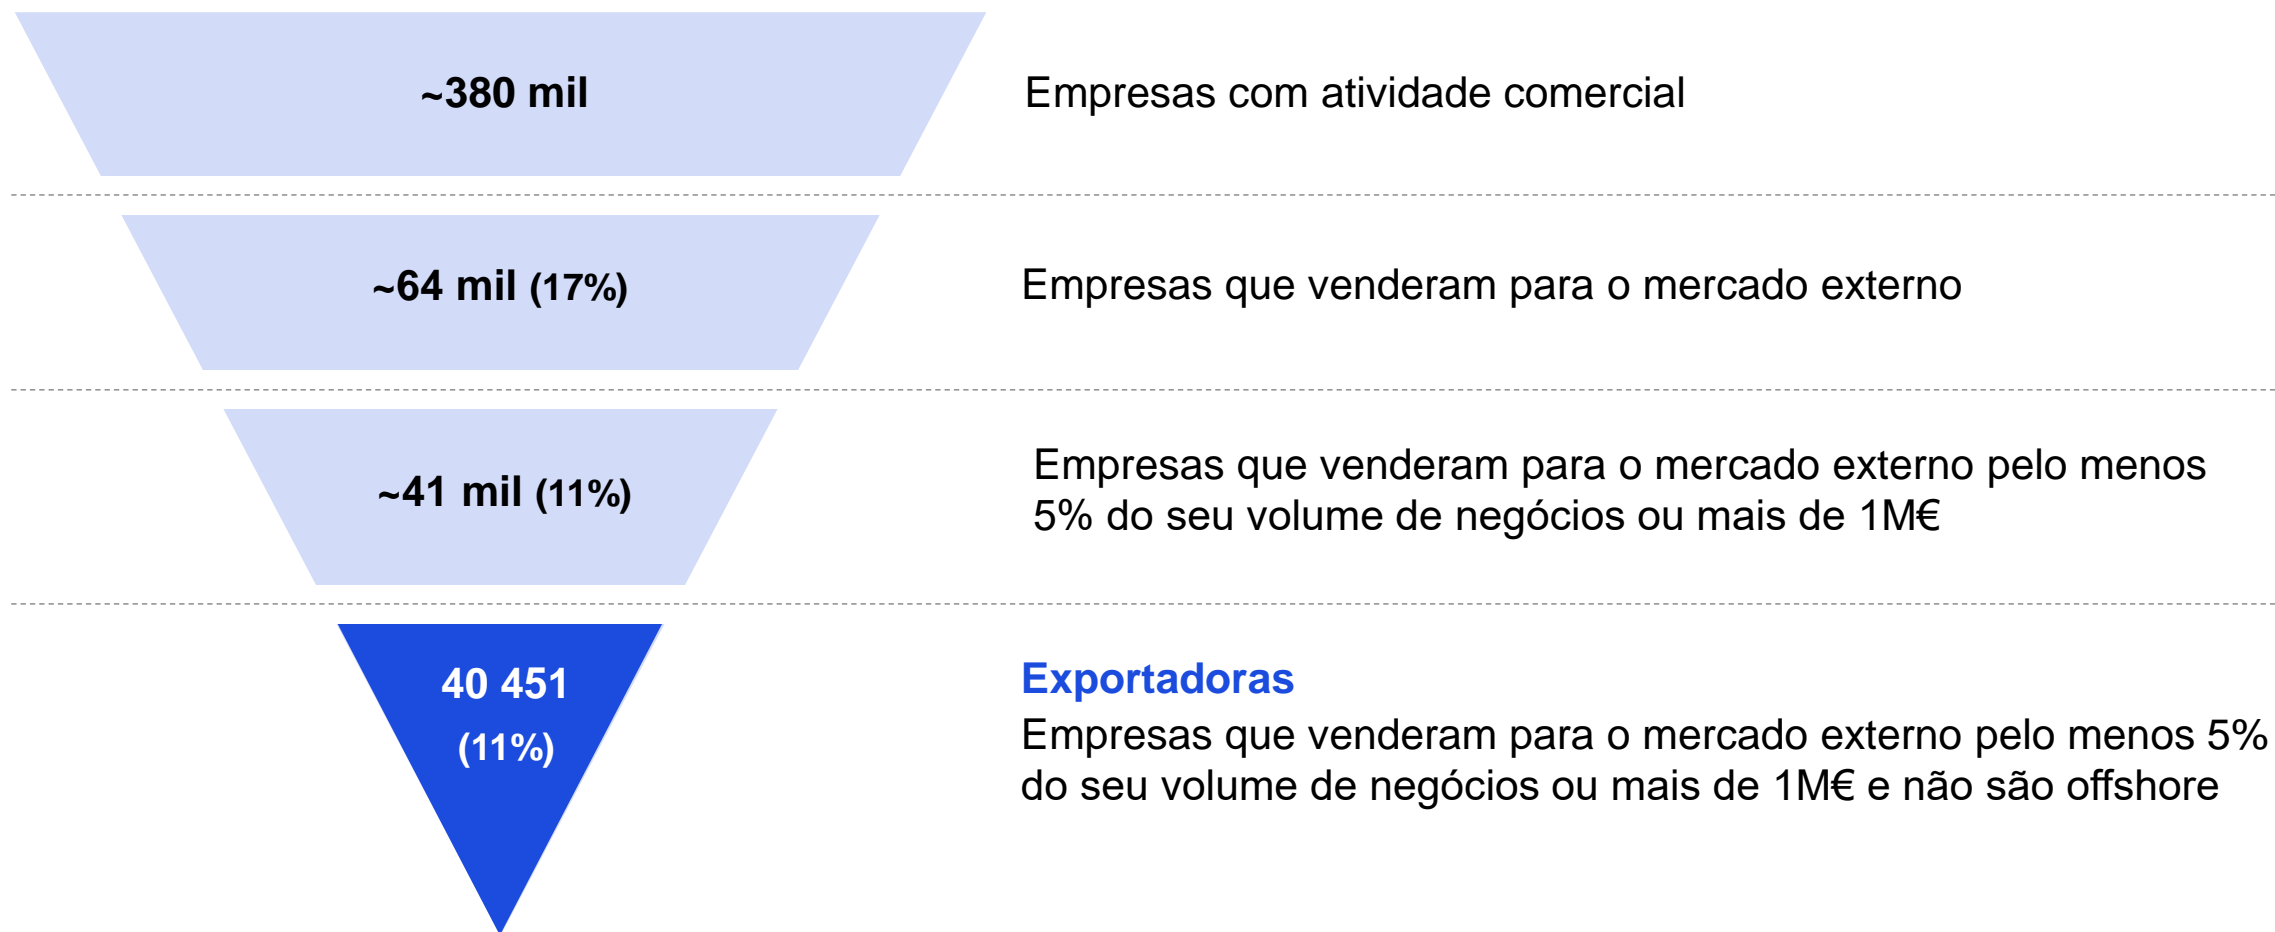 ~380 mil
Empresas com atividade comercial
~64 mil (17%)
Empresas que venderam para o mercado externo
~41 mil (11%)
Empresas que venderam para o mercado externo pelo menos
5% do seu volume de negócios ou mais de 1M€
40 451
(11%)
Exportadoras
Empresas que venderam para o mercado externo pelo menos 5%
do seu volume de negócios ou mais de 1M€ e não são offshore